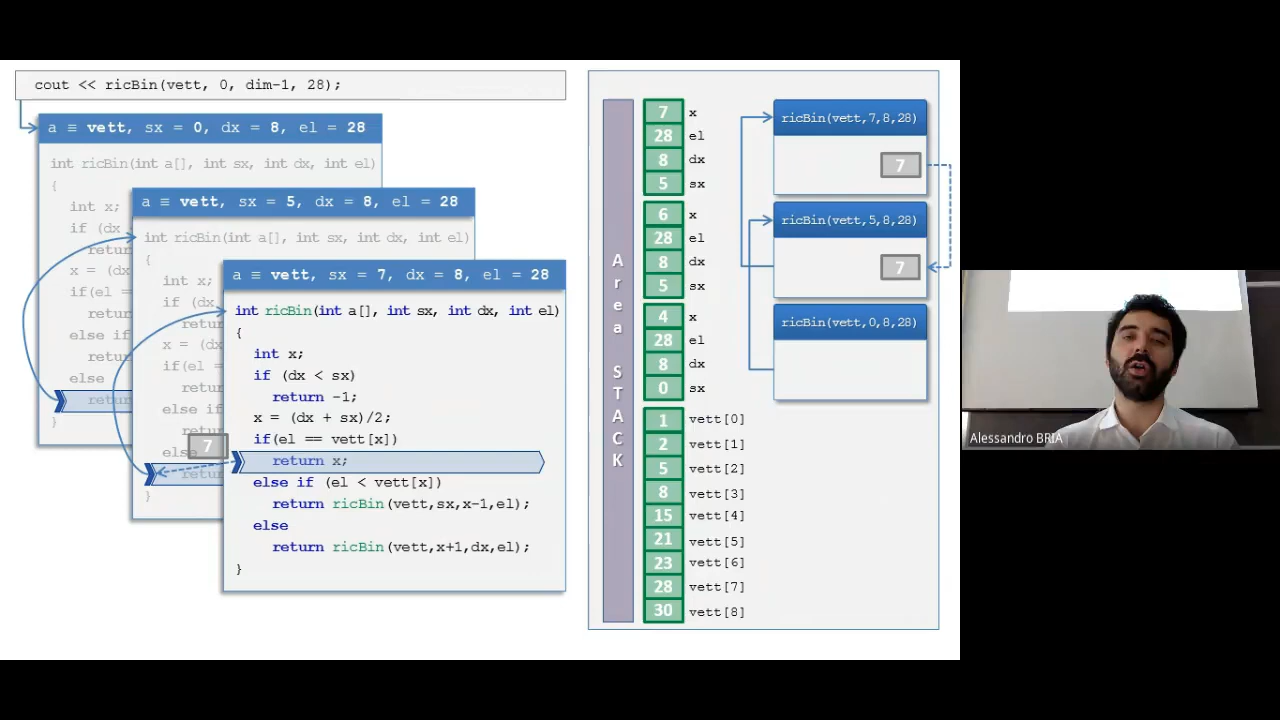 cout << ricBin(vett, 0, dim-1, 28);
a ≡ vett, sx = 0, dx = 8, el = 28
int ricBin(int a[], int sx, int dx, int el)
{
int x;
if (dx
return
x = (dx
if(el ==
retur
else if
retur
else
retur
}
a ≡ vett, sx = 5, dx = 8, el = 28
int ricBin(int a[], int sx, int dx, int el)
{
int x;
if (dx
retur
x = (dx
if(el =
retur
else if
retur
else
7
retur
}
a ≡ vett, sx = 7, dx = 8, el = 28
int ricBin(int a[], int sx, int dx, int el)
{
int x;
if (dx < sx)
return -1;
x = (dx + sx)/2;
if(el == vett[x])
return x;
else if (el < vett[x])
return ricBin(vett,sx,x-1,el);
else
return ricBin(vett,x+1,dx,el);
}
Area STACK
7 x
28 el
8 dx
5 sx
6 x
28 el
8 dx
5 sx
4 x
28 el
8 dx
0 sx
1 vett[0]
2 vett[1]
5 vett[2]
8 vett[3]
15 vett[4]
21 vett[5]
23 vett[6]
28 vett[7]
30 vett[8]
ricBin(vett,7,8,28)
7
ricBin(vett,5,8,28)
7
ricBin(vett,0,8,28)
Alessandro BRIA